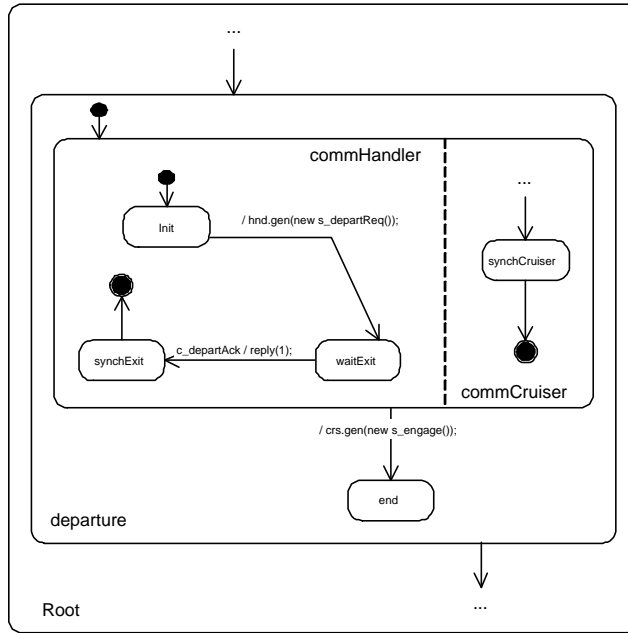 ...
commHandler
...
Init
/ hnd.gen(new s_departReq());
synchCruiser
synchExit
c_departAck / reply(1);
waitExit
commCruiser
/ crs.gen(new s_engage());
end
departure
...
Root